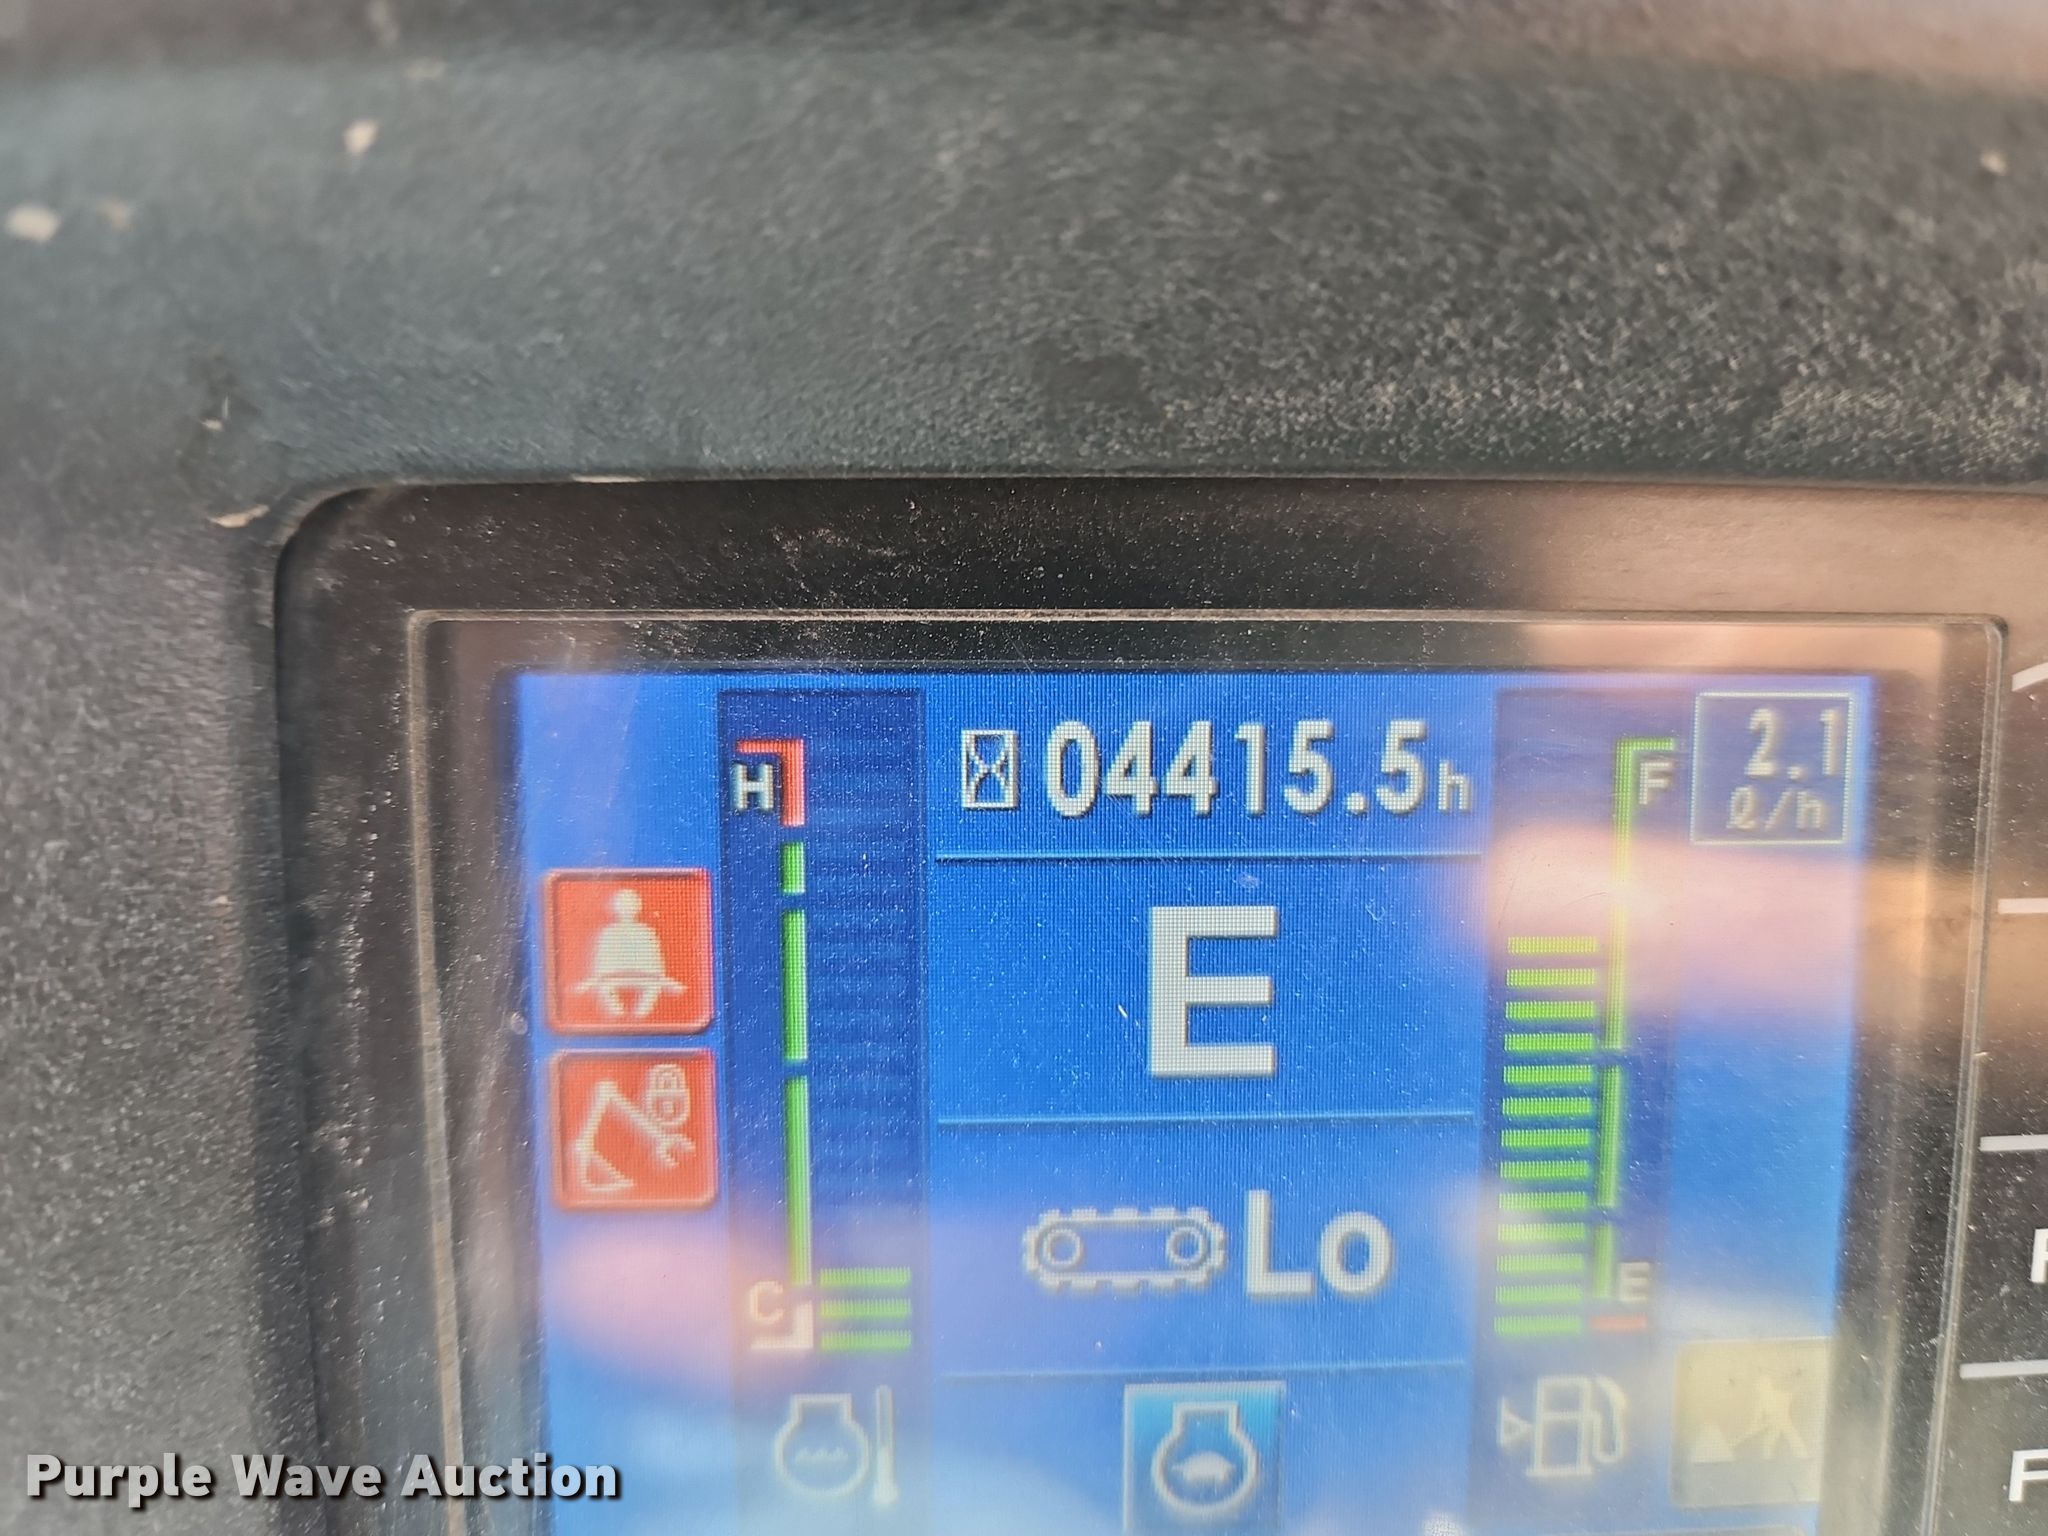 H
04415.5h
F
2.1
ℓ/h
E
Lo
C
E
F
Purple Wave Auction